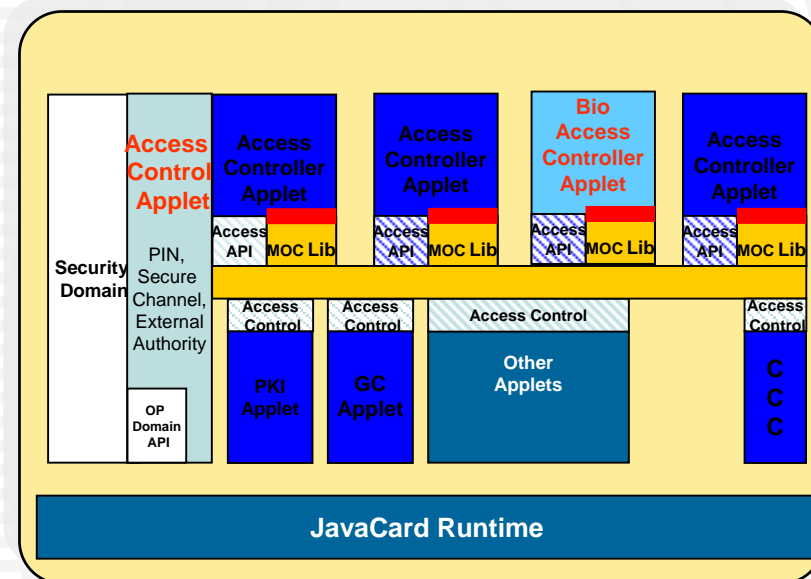 Security
Domain
Access
Control
Applet
PIN,
Secure
Channel,
External
Authority
OP
Domain
API
Access
Controller
Applet
Access
API
MOC Lib
Access
Controller
Applet
Access
API
MOC Lib
Bio
Access
Controller
Applet
Access
API
MOC Lib
Access
Controller
Applet
Access
API
MOC Lib
Access
Control
PKI
Applet
Access
Control
GC
Applet
Access Control
Other
Applets
Access
Control
C
C
C
JavaCard Runtime